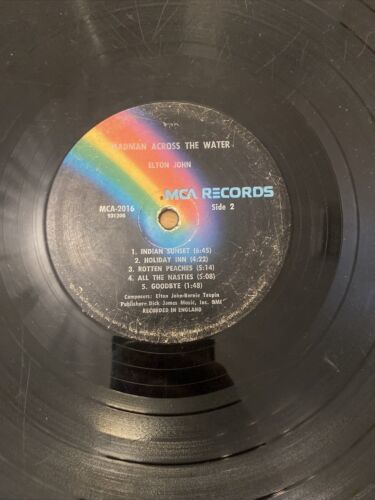 MADMAN ACROSS THE WATER
ELTON JOHN
MCA RECORDS
MCA-2016
Side 2
1. INDIAN SUNSET (6:45)
2. HOLIDAY INN (4:22)
3. ROTTEN PEACHES (5:14)
4. ALL THE NASTIES (5:08)
5. GOODBYE (1:48)
Composers: Elton John-Bernie Taupin
Publisher: Dick James Music, Inc. BMI
RECORDED IN ENGLAND